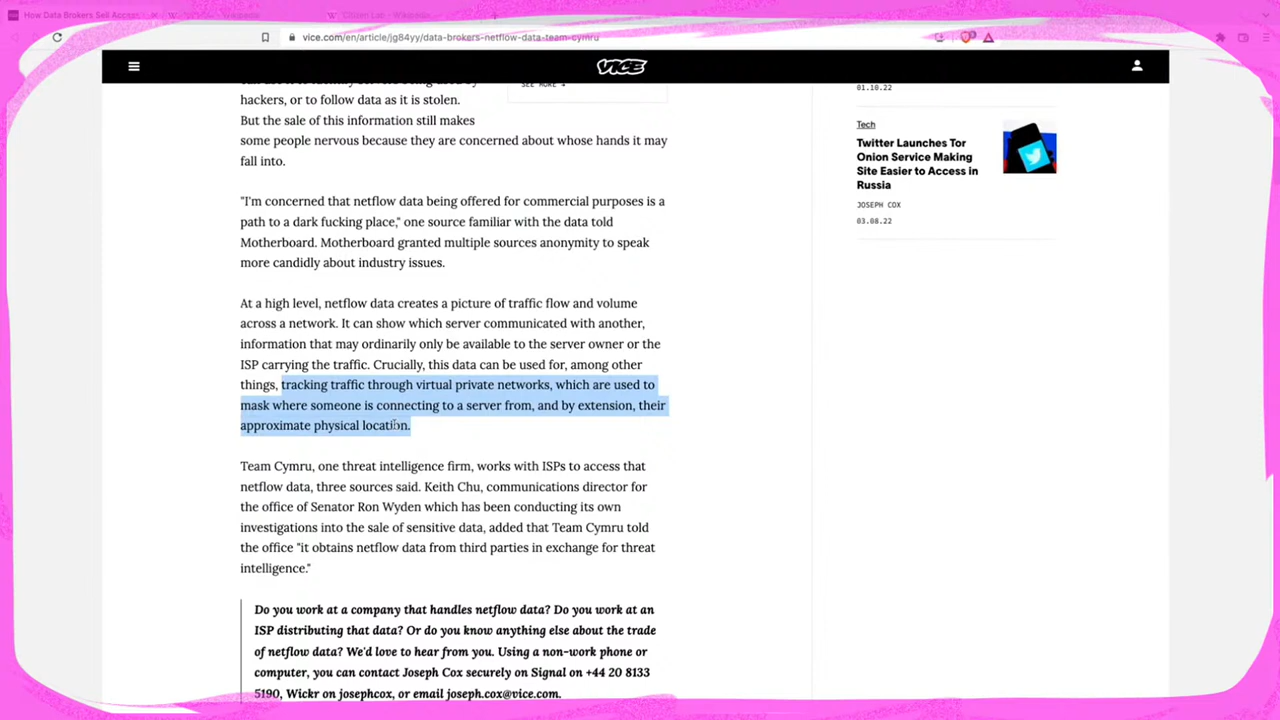 How Data Brokers Sell Access
Citizen Lab - Wikipedia
vice.com/en/article/jg84yy/data-brokers-netflow-data-team-cymru
VICE
hackers, or to follow data as it is stolen.
But the sale of this information still makes
some people nervous because they are concerned about whose hands it may
fall into.
SEE MORE →
"I'm concerned that netflow data being offered for commercial purposes is a
path to a dark fucking place," one source familiar with the data told
Motherboard. Motherboard granted multiple sources anonymity to speak
more candidly about industry issues.
At a high level, netflow data creates a picture of traffic flow and volume
across a network. It can show which server communicated with another,
information that may ordinarily only be available to the server owner or the
ISP carrying the traffic. Crucially, this data can be used for, among other
things, tracking traffic through virtual private networks, which are used to
mask where someone is connecting to a server from, and by extension, their
approximate physical location.
Team Cymru, one threat intelligence firm, works with ISPs to access that
netflow data, three sources said. Keith Chu, communications director for
the office of Senator Ron Wyden which has been conducting its own
investigations into the sale of sensitive data, added that Team Cymru told
the office "it obtains netflow data from third parties in exchange for threat
intelligence."
Do you work at a company that handles netflow data? Do you work at an
ISP distributing that data? Or do you know anything else about the trade
of netflow data? We'd love to hear from you. Using a non-work phone or
computer, you can contact Joseph Cox securely on Signal on +44 20 8133
5190, Wickr on josephcox, or email joseph.cox@vice.com.
01.10.22
Tech
Twitter Launches Tor
Onion Service Making
Site Easier to Access in
Russia
JOSEPH COX
03.08.22